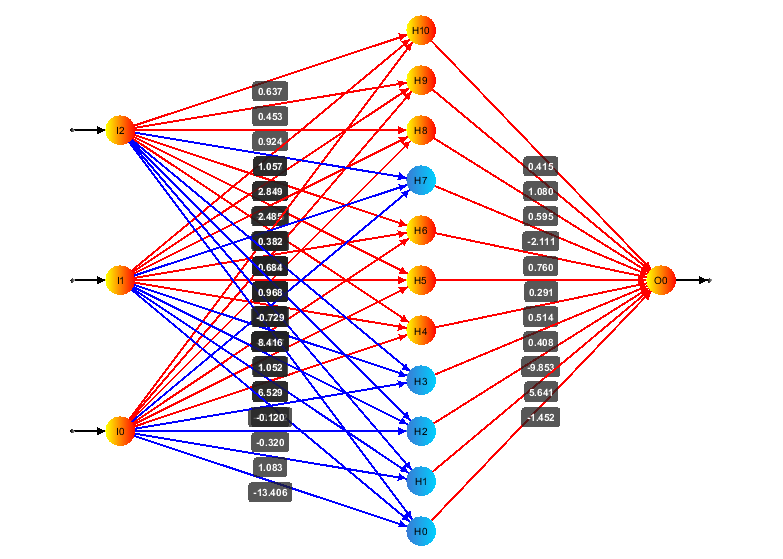 H10
H9
0.637
0.453
I2
H8
0.924
1.057
0.415
H7
2.849
1.080
2.485
0.595
H6
0.382
-2.111
0.684
0.760
I1
H5
O0
0.968
0.291
-0.729
0.514
H4
8.416
0.408
1.052
-9.853
H3
6.529
5.641
-0.120
-1.452
I0
H2
-0.320
1.083
H1
-13.406
H0